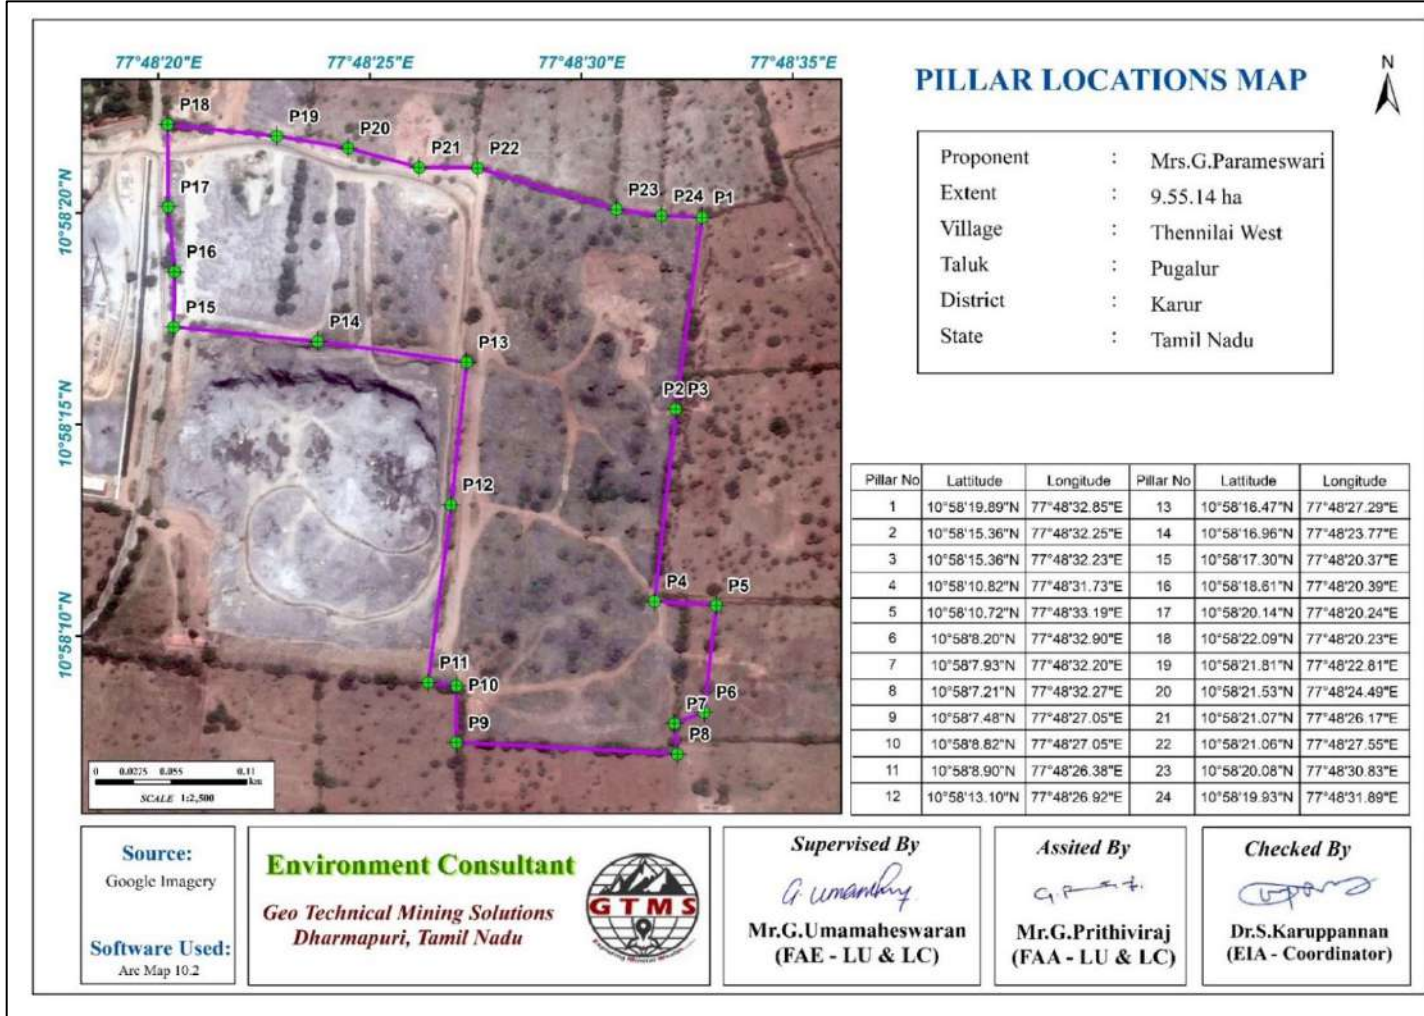 77°48'20"E 77°48'25"E 77°48'30"E 77°48'35"E
10°58'20"N
10°58'15"N
10°58'10"N
P18
P19
P20
P21
P22
P23
P24
P1
P17
P16
P15
P14
P13
P2 P3
P12
P4
P5
P11
P10
P6
P7
P9
P8
0 0.0275 0.055 0.11
km
SCALE 1:2,500
PILLAR LOCATIONS MAP
N
Proponent : Mrs.G.Parameswari
Extent : 9.55.14 ha
Village : Thennilai West
Taluk : Pugalur
District : Karur
State : Tamil Nadu
Pillar No Lattitude Longitude Pillar No Lattitude Longitude
1 10°58'19.89"N 77°48'32.85"E 13 10°58'16.47"N 77°48'27.29"E
2 10°58'15.36"N 77°48'32.25"E 14 10°58'16.96"N 77°48'23.77"E
3 10°58'15.36"N 77°48'32.23"E 15 10°58'17.30"N 77°48'20.37"E
4 10°58'10.82"N 77°48'31.73"E 16 10°58'18.61"N 77°48'20.39"E
5 10°58'10.72"N 77°48'33.19"E 17 10°58'20.14"N 77°48'20.24"E
6 10°58'8.20"N 77°48'32.90"E 18 10°58'22.09"N 77°48'20.23"E
7 10°58'7.93"N 77°48'32.20"E 19 10°58'21.81"N 77°48'22.81"E
8 10°58'7.21"N 77°48'32.27"E 20 10°58'21.53"N 77°48'24.49"E
9 10°58'7.48"N 77°48'27.05"E 21 10°58'21.07"N 77°48'26.17"E
10 10°58'8.82"N 77°48'27.05"E 22 10°58'21.06"N 77°48'27.55"E
11 10°58'8.90"N 77°48'26.38"E 23 10°58'20.08"N 77°48'30.83"E
12 10°58'13.10"N 77°48'26.92"E 24 10°58'19.93"N 77°48'31.89"E
Source:
Google Imagery
Software Used:
Arc Map 10.2
Environment Consultant
Geo Technical Mining Solutions
Dharmapuri, Tamil Nadu
GTMS
Supervised By
Mr.G.Umamaheswaran
(FAE - LU & LC)
Assited By
Mr.G.Prithiviraj
(FAA - LU & LC)
Checked By
Dr.S.Karuppannan
(EIA - Coordinator)